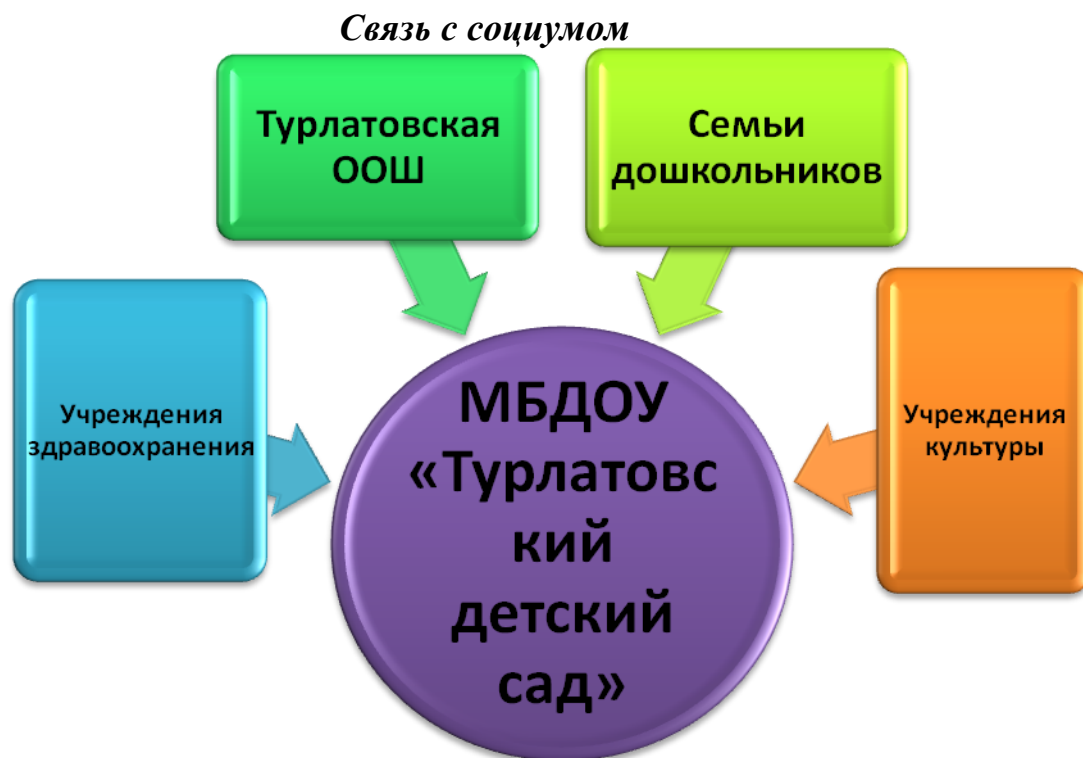 Связь с социумом
Турлатовская
ООШ
Семьи
дошкольников
Учреждения
здравоохранения
МБДОУ
«Турлатовс
кий
детский
сад»
Учреждения
культуры